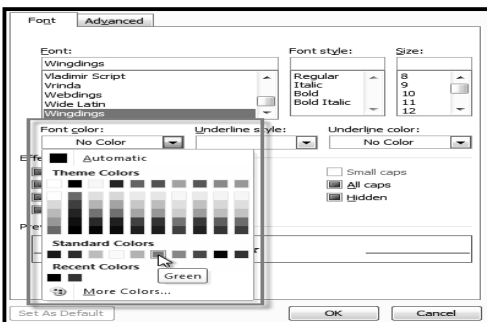 Font Advanced
Font: Font style: Size:
Wingdings
Vladimir Script Regular 8
Vrinda Italic 9
Webdings Bold 10
Wide Latin Bold Italic 11
Wingdings 12
Font color: Underline style: Underline color:
No Color No Color
Automatic
Theme Colors Small caps
All caps
Hidden
Standard Colors
Recent Colors
Green
More Colors...
Set As Default OK Cancel